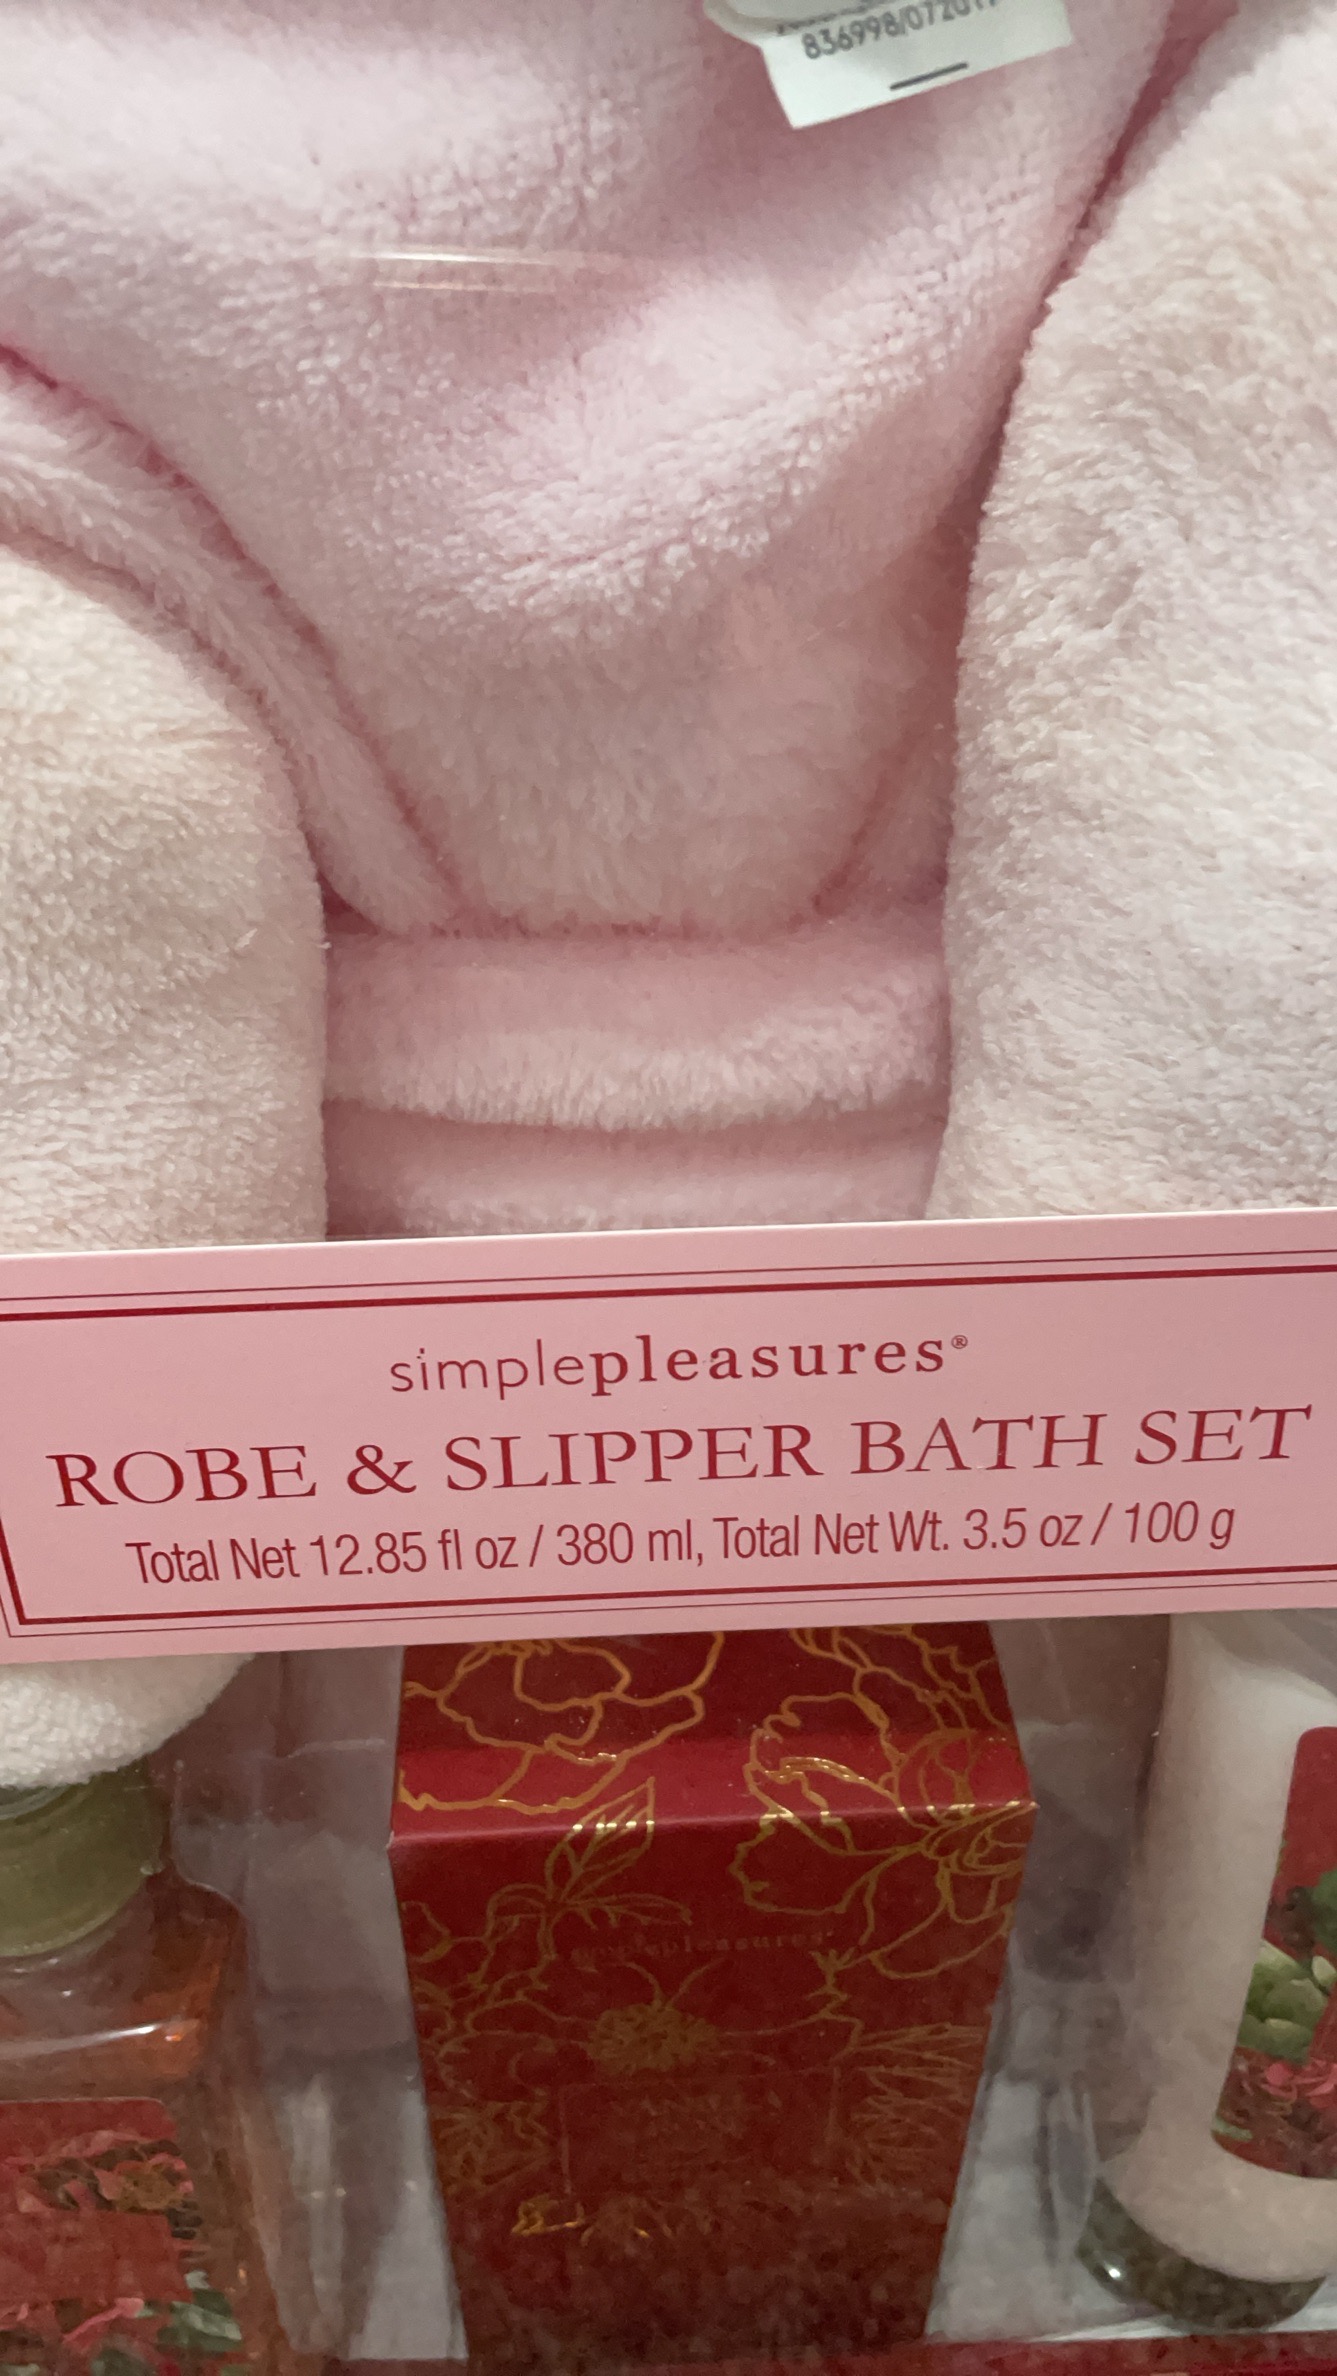 simplepleasures®
ROBE & SLIPPER BATH SET
Total Net 12.85 fl oz / 380 ml, Total Net Wt. 3.5 oz / 100 g
simplepleasures